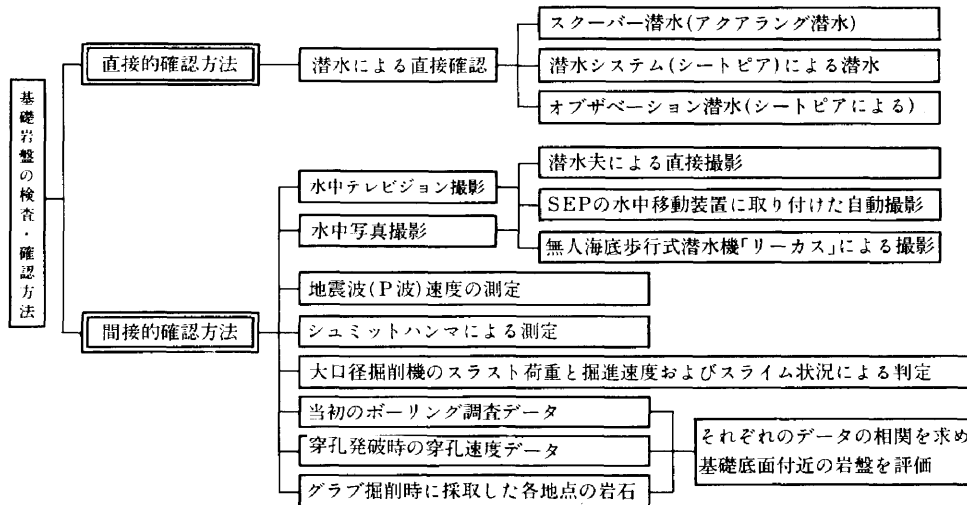 基礎岩盤の検査・確認方法
直接的確認方法
潜水による直接確認
スクーバー潜水(アクアラング潜水)
潜水システム(シートピア)による潜水
オブザベーション潜水(シートピアによる)
間接的確認方法
水中テレビジョン撮影
水中写真撮影
潜水夫による直接撮影
SEPの水中移動装置に取り付けた自動撮影
無人海底歩行式潜水機「リーカス」による撮影
地震波(P波)速度の測定
シュミットハンマによる測定
大口径掘削機のスラスト荷重と掘進速度およびスライム状況による判定
当初のボーリング調査データ
穿孔発破時の穿孔速度データ
グラブ掘削時に採取した各地点の岩石
それぞれのデータの相関を求め
基礎底面付近の岩盤を評価